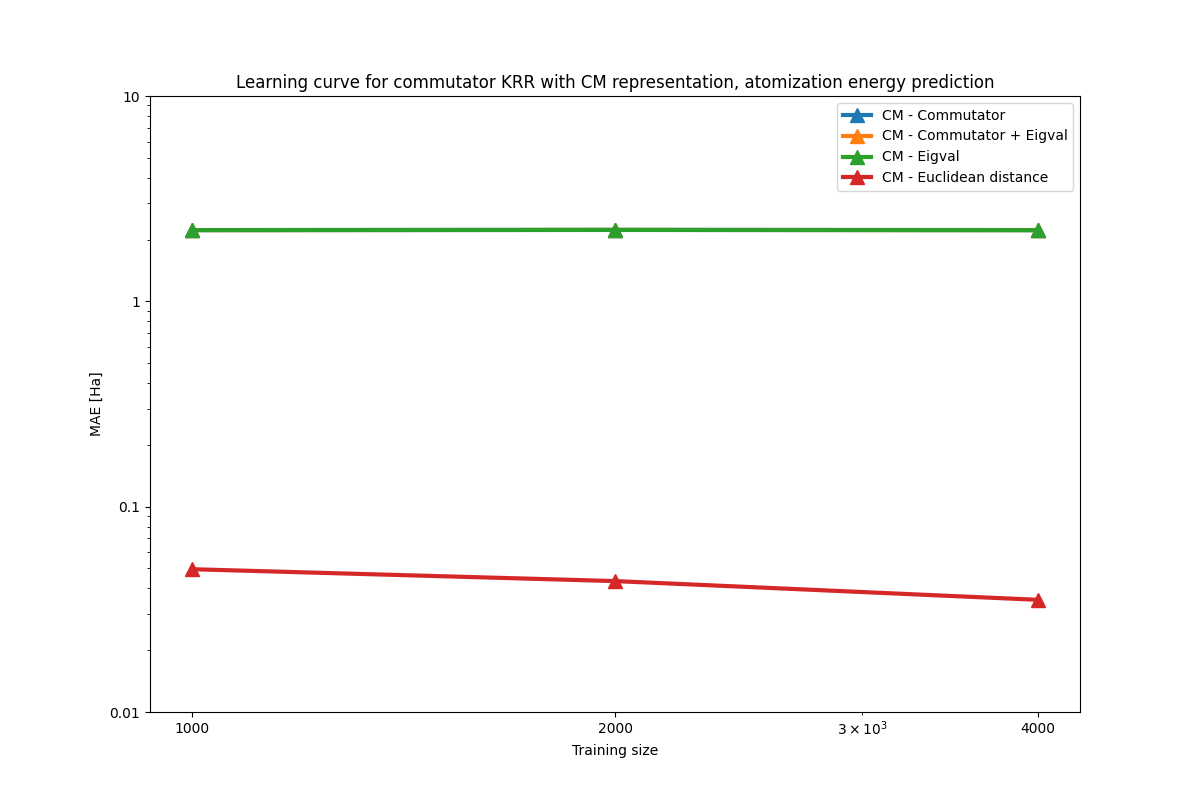 Learning curve for commutator KRR with CM representation, atomization energy prediction
10
1
0.1
0.01
MAE [Ha]
CM - Commutator
CM - Commutator + Eigval
CM - Eigval
CM - Euclidean distance
1000
2000
3 × 10³
4000
Training size